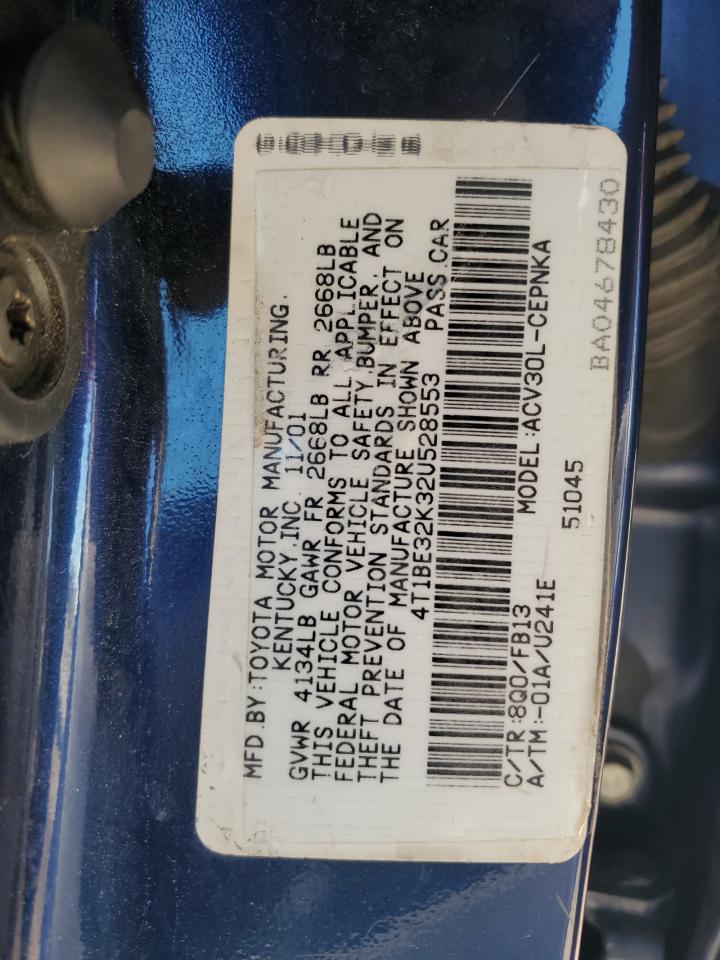 MFD.BY:TOYOTA MOTOR MANUFACTURING,
KENTUCKY,INC. 11/01
GVWR 4134LB GAWR FR 2668LB RR 2668LB
THIS VEHICLE CONFORMS TO ALL APPLICABLE
FEDERAL MOTOR VEHICLE SAFETY,BUMPER, AND
THEFT PREVENTION STANDARDS IN EFFECT ON
THE DATE OF MANUFACTURE SHOWN ABOVE
4T1BE32K32U528553 PASS.CAR
C/TR:8Q0/FB13 MODEL:ACV30L-CEPNKA
A/TM:-01A/U241E
51045
BA04678430